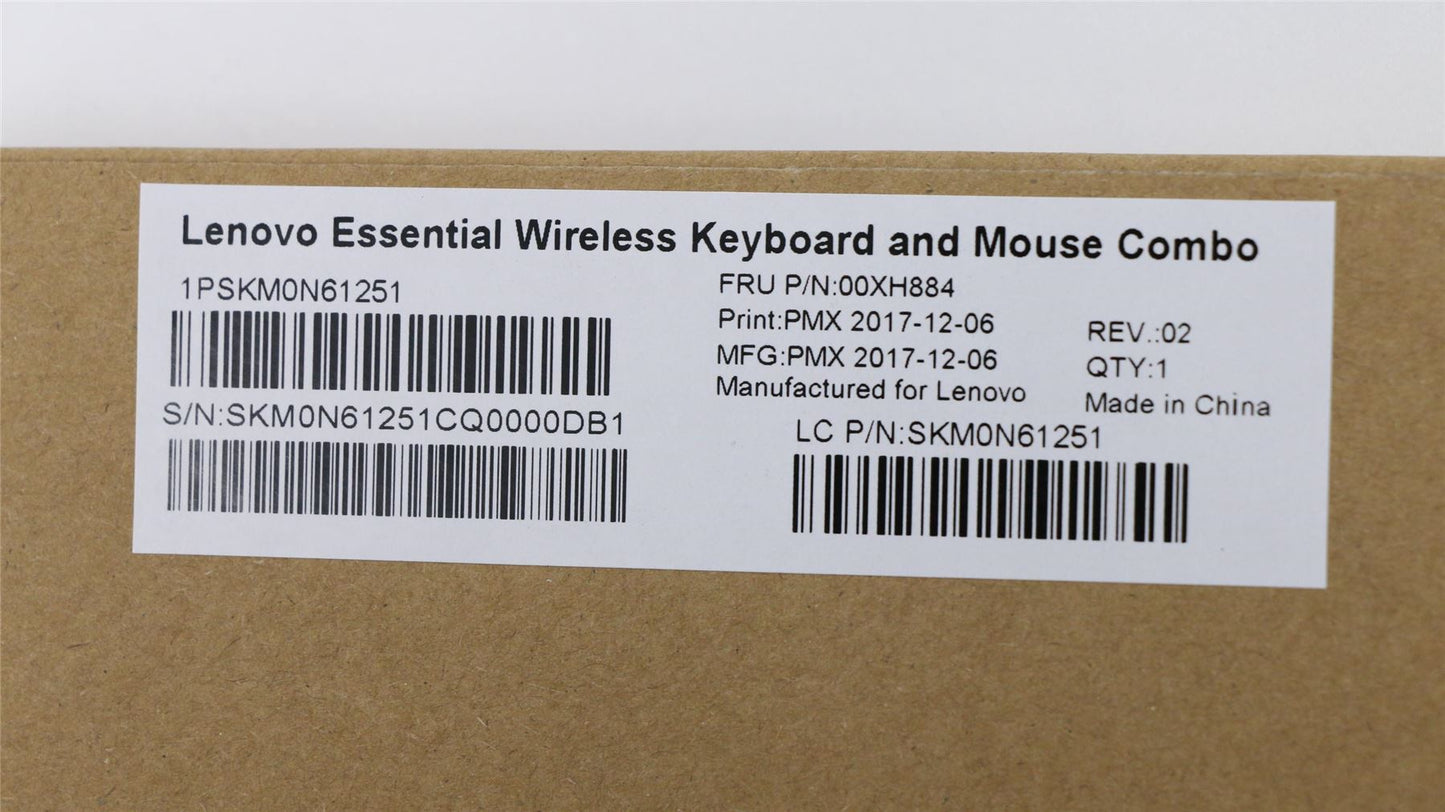 Lenovo Essential Wireless Keyboard and Mouse Combo
1PSKM0N61251
S/N:SKM0N61251CQ0000DB1
FRU P/N:00XH884
Print:PMX 2017-12-06
MFG:PMX 2017-12-06
Manufactured for Lenovo
REV.:02
QTY:1
Made in China
LC P/N:SKM0N61251